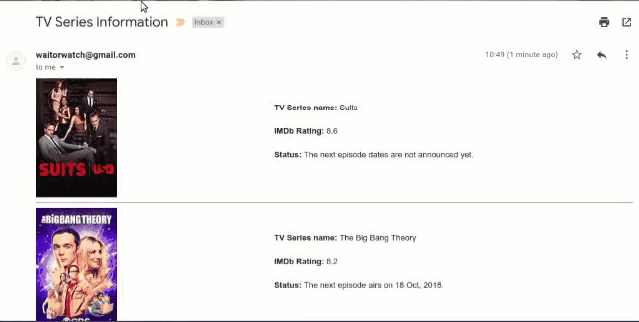 TV Series Information
Inbox ×
waitorwatch@gmail.com
10:49 (1 minute ago)
to me
SUITS USA
TV Series name: Suits
IMDb Rating: 8.6
Status: The next episode dates are not announced yet.
THE BIGBANG THEORY
CBS
TV Series name: The Big Bang Theory
IMDb Rating: 8.2
Status: The next episode airs on 18 Oct, 2018.